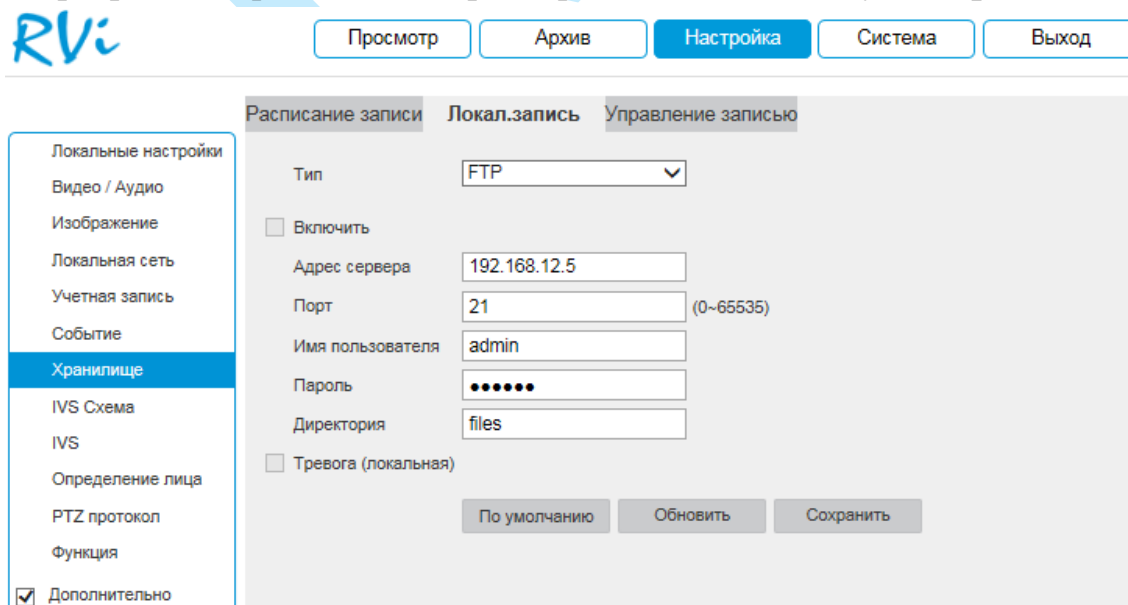 RVi
Просмотр Архив Настройка Система Выход
Расписание записи Локал.запись Управление записью
Локальные настройки
Видео / Аудио
Изображение
Локальная сеть
Учетная запись
Событие
Хранилище
IVS Схема
IVS
Определение лица
PTZ протокол
Функция
Дополнительно
Тип FTP
Включить
Адрес сервера 192.168.12.5
Порт 21 (0~65535)
Имя пользователя admin
Пароль ●●●●●●
Директория files
Тревога (локальная)
По умолчанию Обновить Сохранить